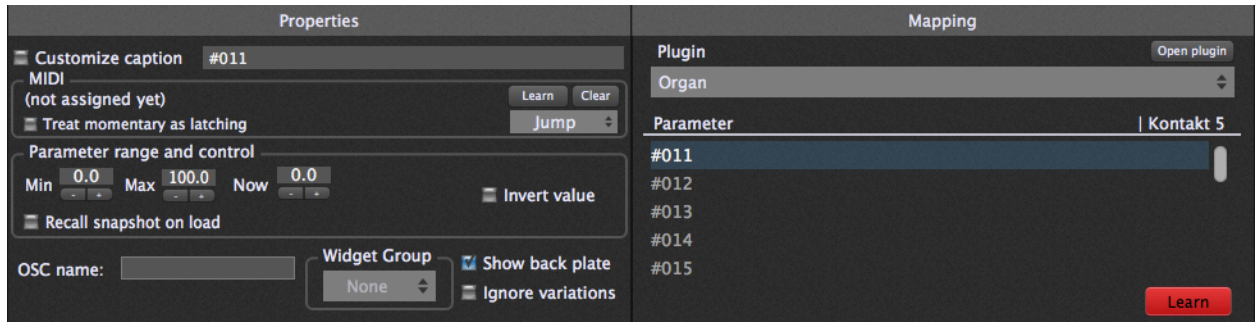 Properties
Customize caption #011
MIDI
(not assigned yet) Learn Clear
Treat momentary as latching Jump
Parameter range and control
Min 0.0 - + Max 100.0 - + Now 0.0 - +
Invert value
Recall snapshot on load
OSC name:
Widget Group
None
Show back plate
Ignore variations
Mapping
Plugin Open plugin
Organ
Parameter | Kontakt 5
#011
#012
#013
#014
#015
Learn